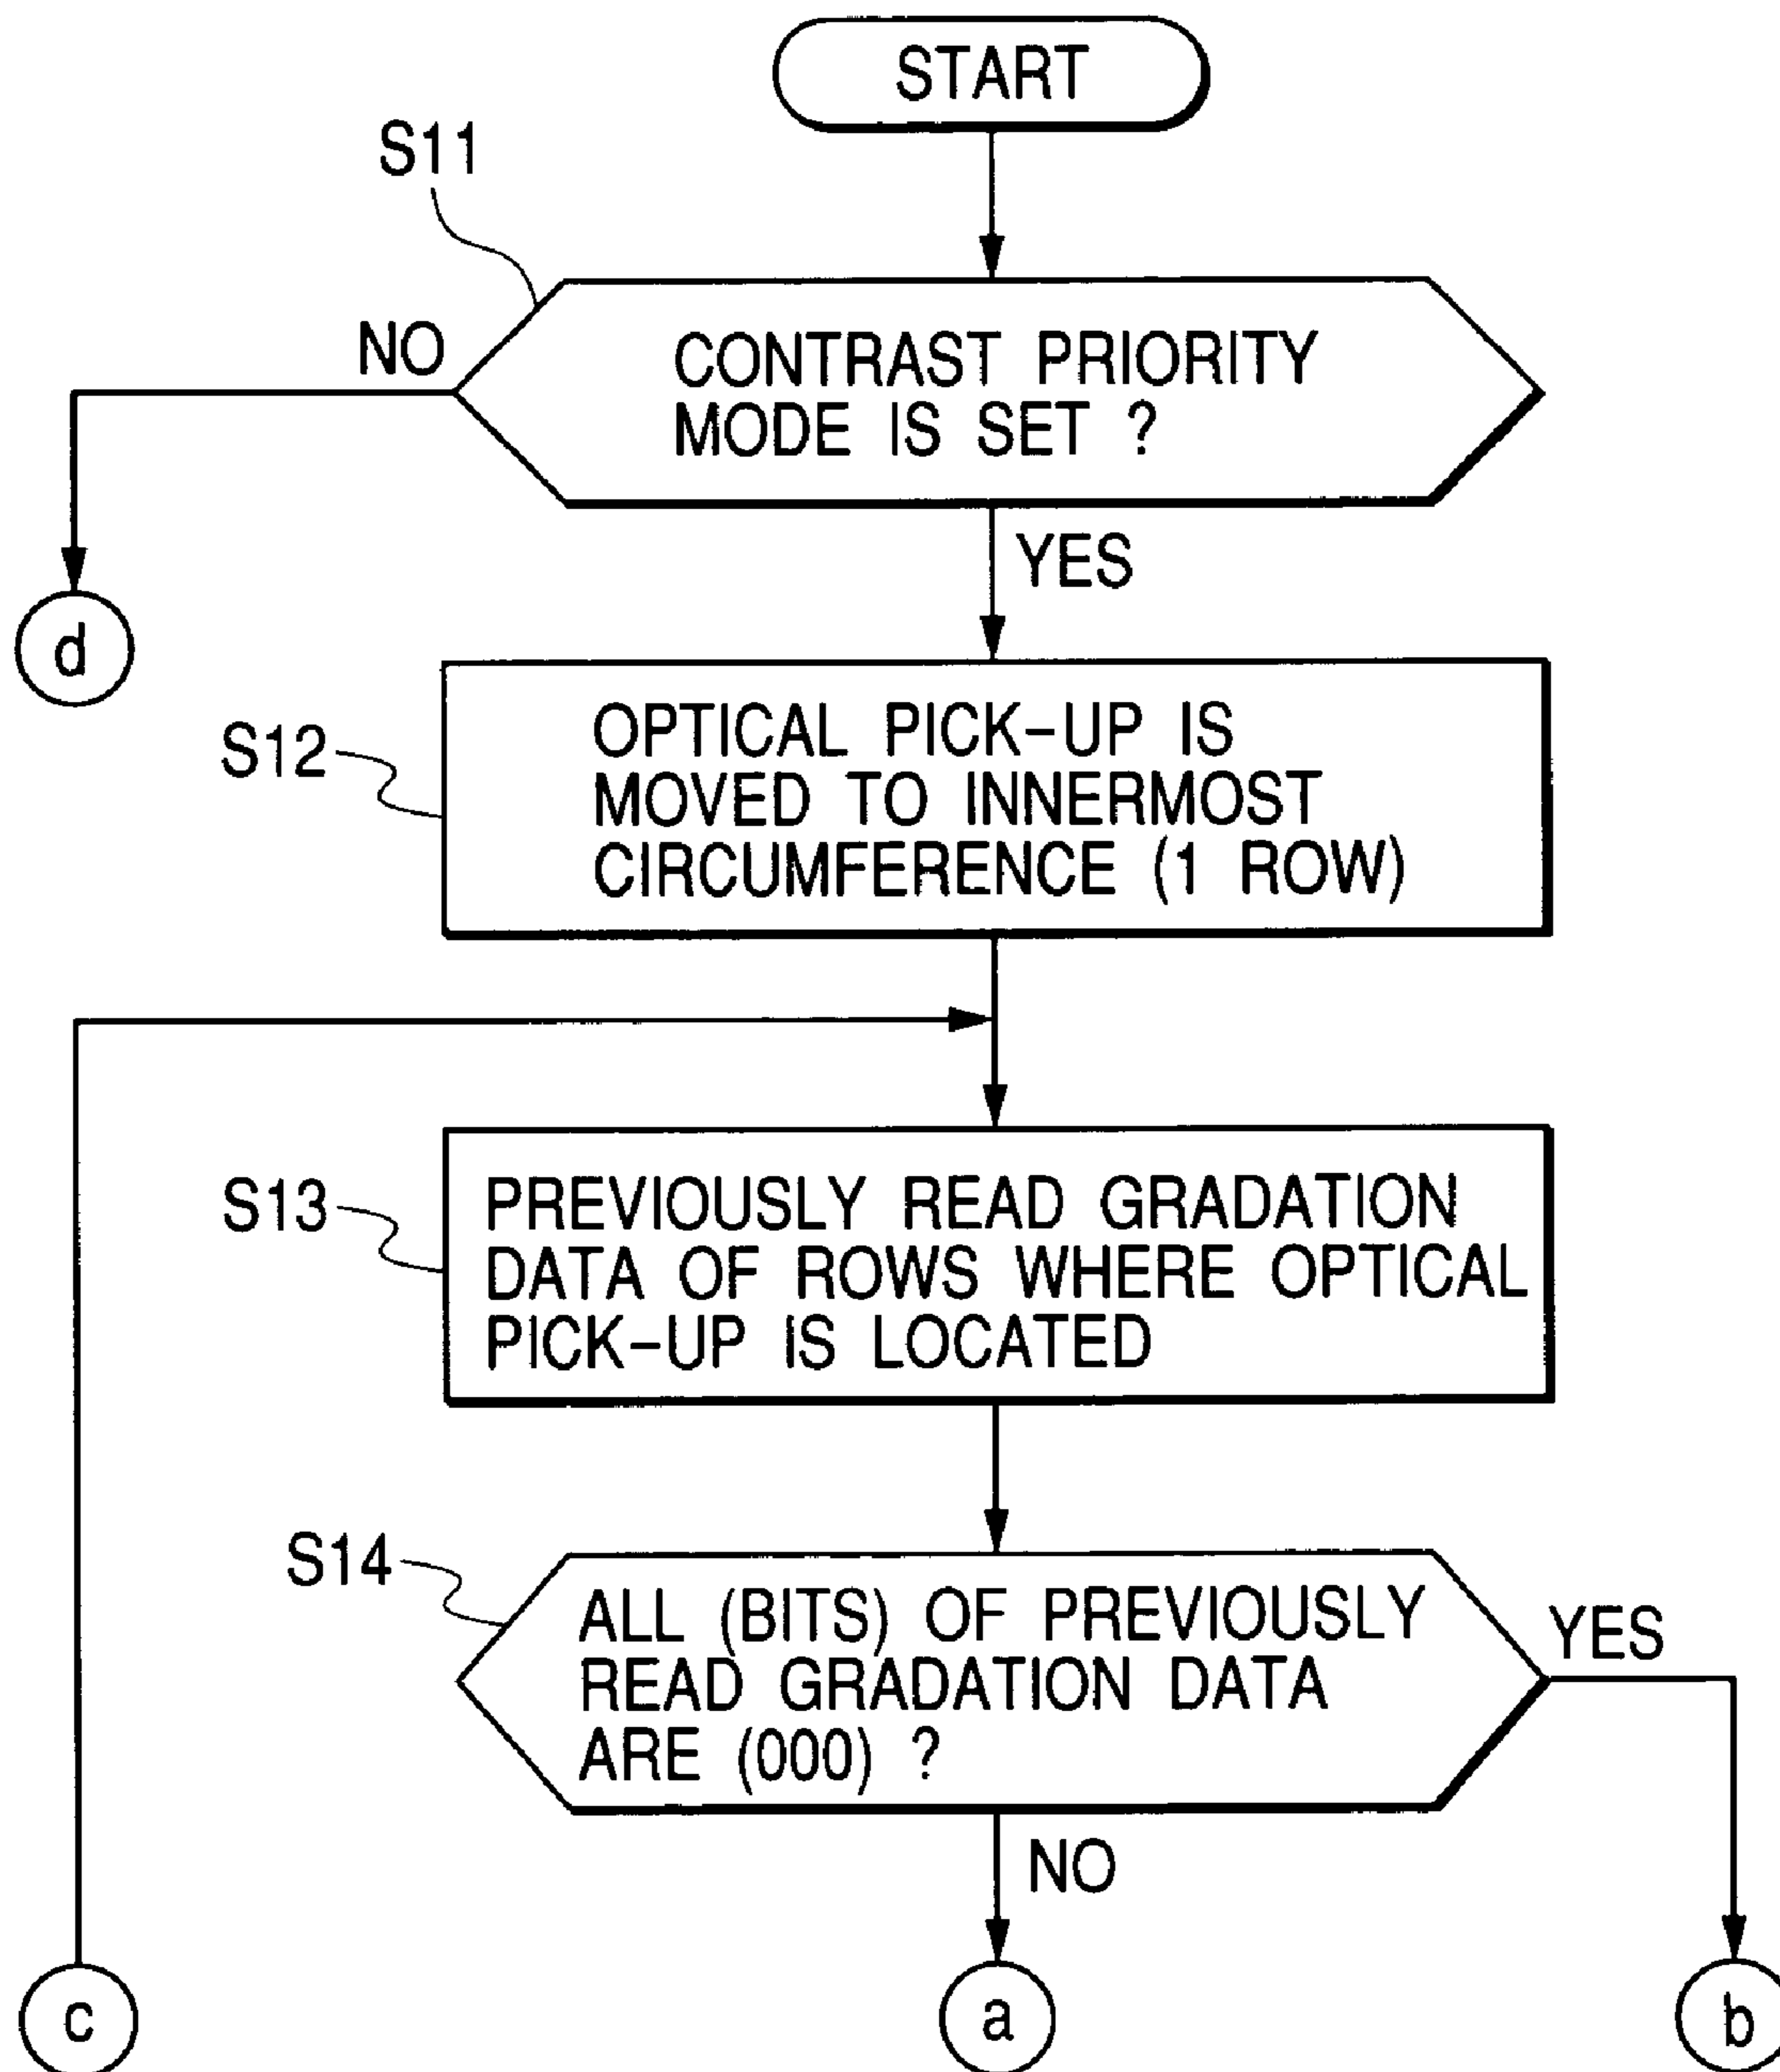 START
S11
NO
CONTRAST PRIORITY
MODE IS SET ?
YES
d
S12
OPTICAL PICK-UP IS
MOVED TO INNERMOST
CIRCUMFERENCE (1 ROW)
S13
PREVIOUSLY READ GRADATION
DATA OF ROWS WHERE OPTICAL
PICK-UP IS LOCATED
S14
ALL (BITS) OF PREVIOUSLY
READ GRADATION DATA
ARE (000) ?
YES
NO
c
a
b